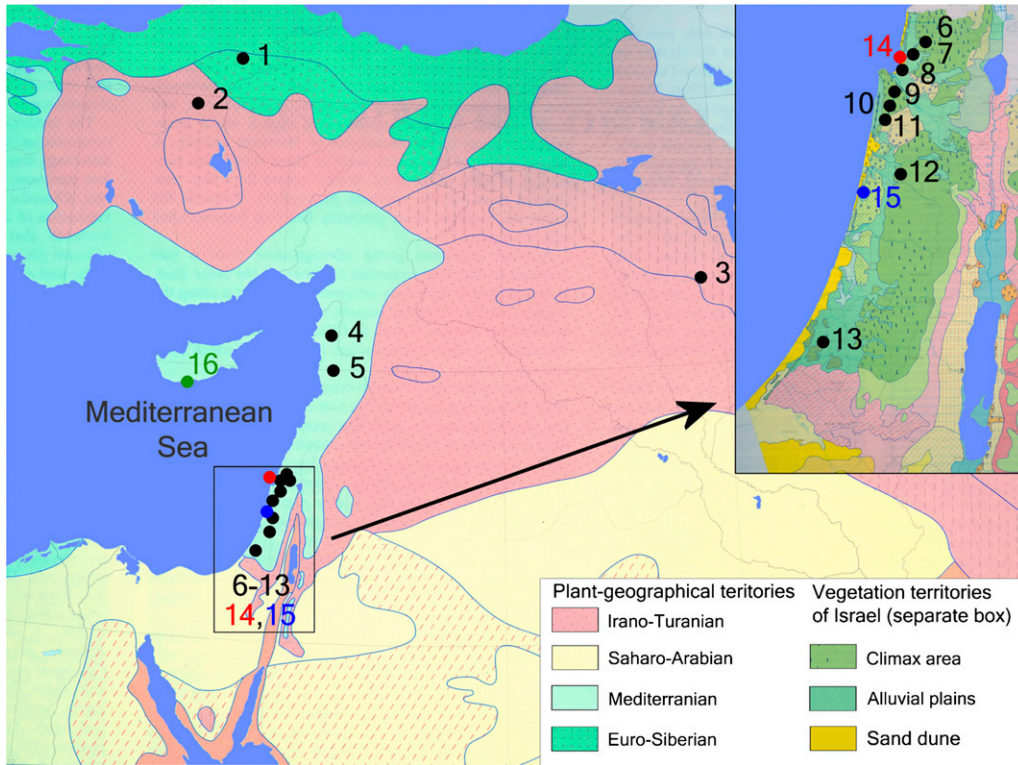 1
2
3
4
5
16
Mediterranean
Sea
6-13
14,15
6
14
7
8
9
10
11
12
15
13
Plant-geographical teritories
Irano-Turanian
Saharo-Arabian
Mediterranian
Euro-Siberian
Vegetation territories
of Israel (separate box)
Climax area
Alluvial plains
Sand dune